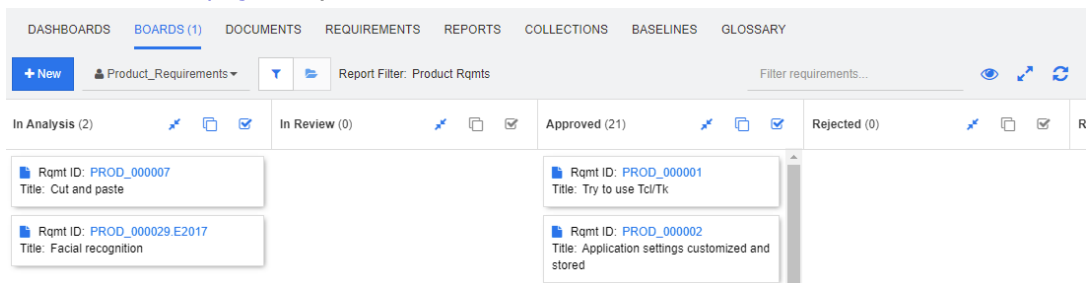 DASHBOARDS BOARDS (1) DOCUMENTS REQUIREMENTS REPORTS COLLECTIONS BASELINES GLOSSARY
+ New Product_Requirements Report Filter: Product Rqmts Filter requirements...
In Analysis (2) In Review (0) Approved (21) Rejected (0) R
Rqmt ID: PROD_000007
Title: Cut and paste
Rqmt ID: PROD_000029.E2017
Title: Facial recognition
Rqmt ID: PROD_000001
Title: Try to use Tcl/Tk
Rqmt ID: PROD_000002
Title: Application settings customized and
stored